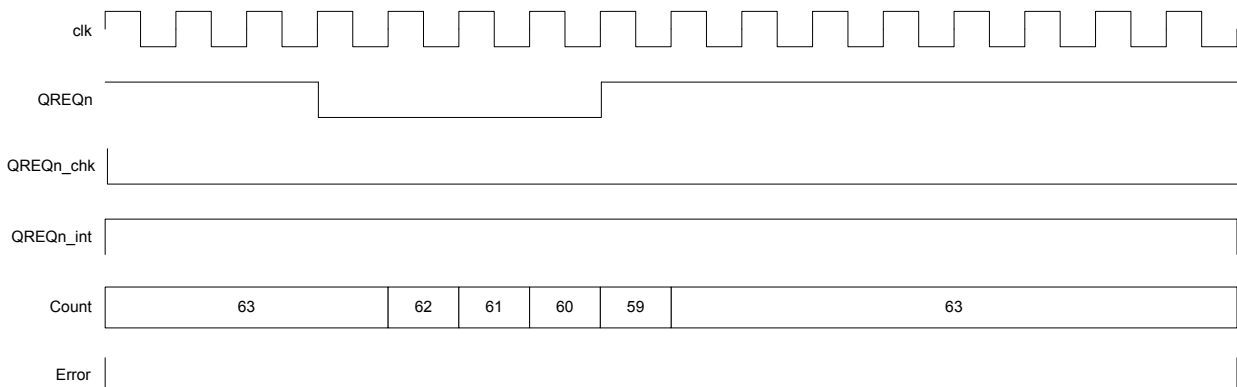 clk
QREQn
QREQn_chk
QREQn_int
Count 63 62 61 60 59 63
Error